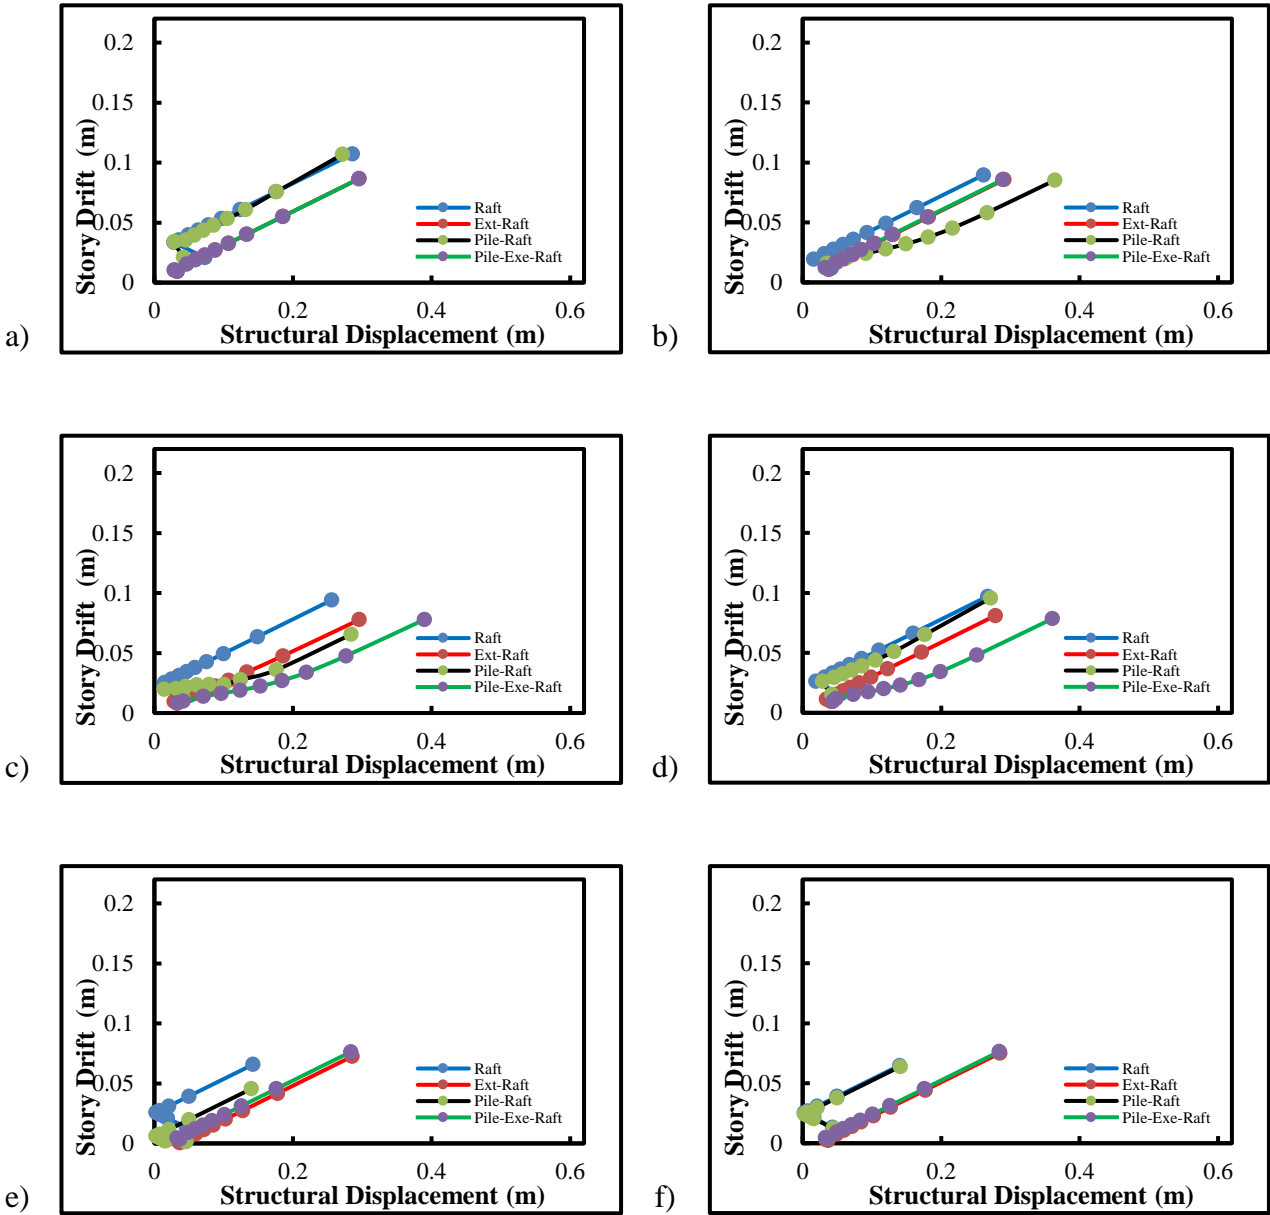 0.2
0.15
0.1
0.05
0
0 0.2 0.4 0.6
Story Drift (m)
Structural Displacement (m)
Raft
Ext-Raft
Pile-Raft
Pile-Exe-Raft
a)
0.2
0.15
0.1
0.05
0
0 0.2 0.4 0.6
Story Drift (m)
Structural Displacement (m)
Raft
Ext-Raft
Pile-Raft
Pile-Exe-Raft
b)
0.2
0.15
0.1
0.05
0
0 0.2 0.4 0.6
Story Drift (m)
Structural Displacement (m)
Raft
Ext-Raft
Pile-Raft
Pile-Exe-Raft
c)
0.2
0.15
0.1
0.05
0
0 0.2 0.4 0.6
Story Drift (m)
Structural Displacement (m)
Raft
Ext-Raft
Pile-Raft
Pile-Exe-Raft
d)
0.2
0.15
0.1
0.05
0
0 0.2 0.4 0.6
Story Drift (m)
Structural Displacement (m)
Raft
Ext-Raft
Pile-Raft
Pile-Exe-Raft
e)
0.2
0.15
0.1
0.05
0
0 0.2 0.4 0.6
Story Drift (m)
Structural Displacement (m)
Raft
Ext-Raft
Pile-Raft
Pile-Exe-Raft
f)